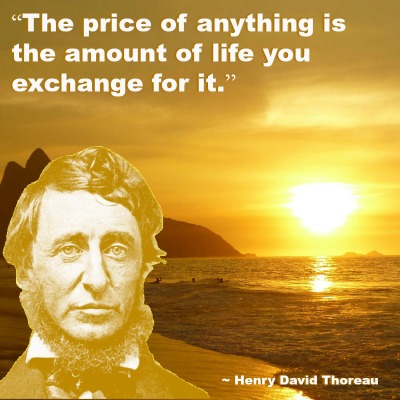 “The price of anything is
the amount of life you
exchange for it.”
~ Henry David Thoreau